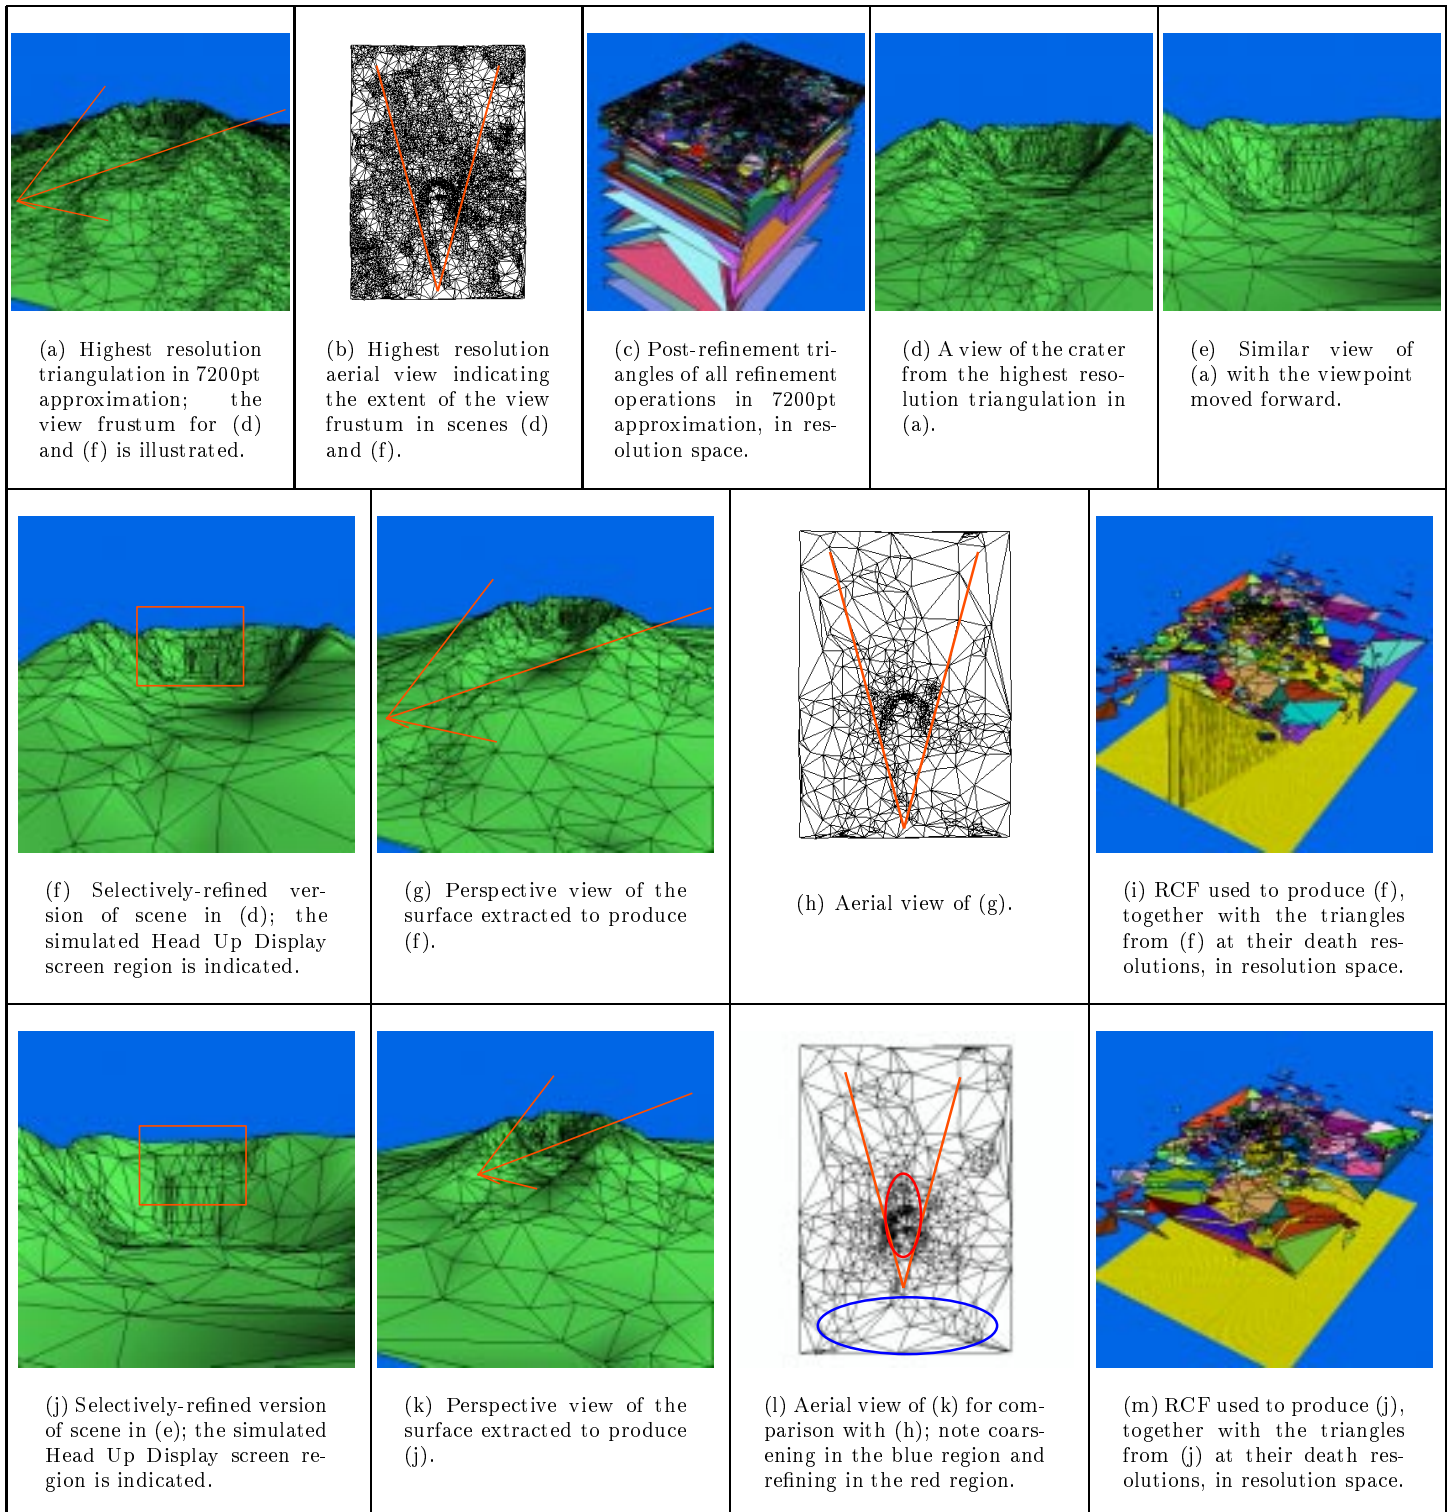 (a) Highest resolution
triangulation in 7200pt
approximation; the
view frustum for (d)
and (f) is illustrated.
(b) Highest resolution
aerial view indicating
the extent of the view
frustum in scenes (d)
and (f).
(c) Post-refinement tri-
angles of all refinement
operations in 7200pt
approximation, in res-
olution space.
(d) A view of the crater
from the highest reso-
lution triangulation in
(a).
(e) Similar view of
(a) with the viewpoint
moved forward.
(f) Selectively-refined ver-
sion of scene in (d); the
simulated Head Up Display
screen region is indicated.
(g) Perspective view of the
surface extracted to produce
(f).
(h) Aerial view of (g).
(i) RCF used to produce (f),
together with the triangles
from (f) at their death res-
olutions, in resolution space.
(j) Selectively-refined version
of scene in (e); the simulated
Head Up Display screen re-
gion is indicated.
(k) Perspective view of the
surface extracted to produce
(j).
(l) Aerial view of (k) for com-
parison with (h); note coars-
ening in the blue region and
refining in the red region.
(m) RCF used to produce (j),
together with the triangles
from (j) at their death res-
olutions, in resolution space.